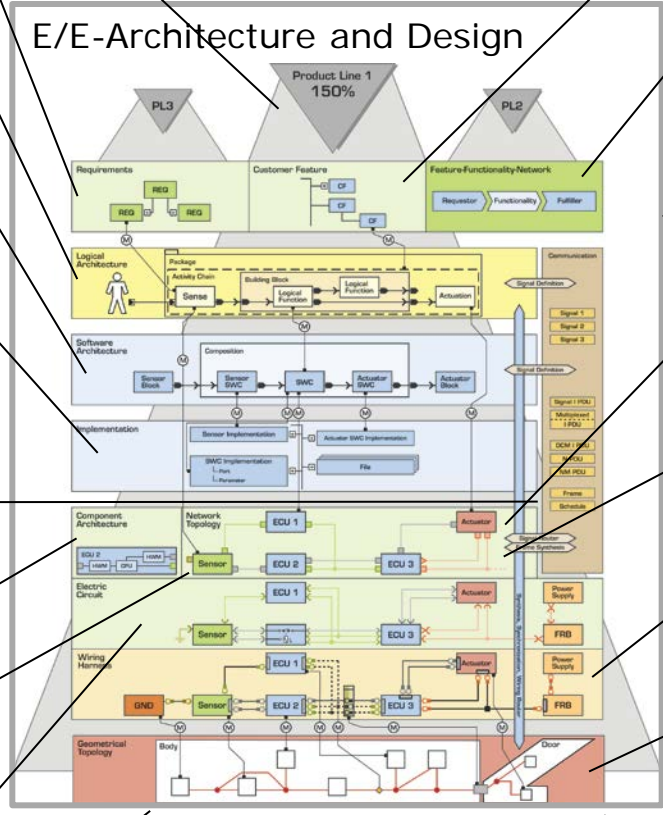 E/E-Architecture and Design
Product Line 1
150%
PL3
PL2
Requirements
REQ
REQ
REQ
Customer Feature
CF
CF
CF
Feature-Functionality-Network
Requestor
Functionality
Fulfiller
M
M
Logical
Architecture
Package
Activity Chain
Building Block
Sense
Logical
Function
Logical
Function
Actuation
Communication
Signal Definition
Signal 1
Signal 2
Signal 3
M
Software
Architecture
Composition
Sensor
Block
Sensor
SWC
SWC
Actuator
SWC
Actuator
Block
Signal Definition
M
M
M
M
M
M
Implementation
Sensor Implementation
Actuator SWC Implementation
SWC Implementation
Port
Parameter
File
Signal I PDU
Multiplexed
I PDU
DCM I PDU
N-PDU
NM PDU
Frame
Schedule
Component
Architecture
ECU 2
HWM
CPU
HWM
Network
Topology
ECU 1
Actuator
Sensor
ECU 2
ECU 3
Signal Router
Frame Synthesis
Electric
Circuit
ECU 1
Actuator
Power
Supply
Sensor
ECU 3
FRB
Wiring
Harness
ECU 1
Actuator
Power
Supply
GND
Sensor
ECU 2
ECU 3
FRB
M
M
M
M
M
M
M
Geometrical
Topology
Body
Door